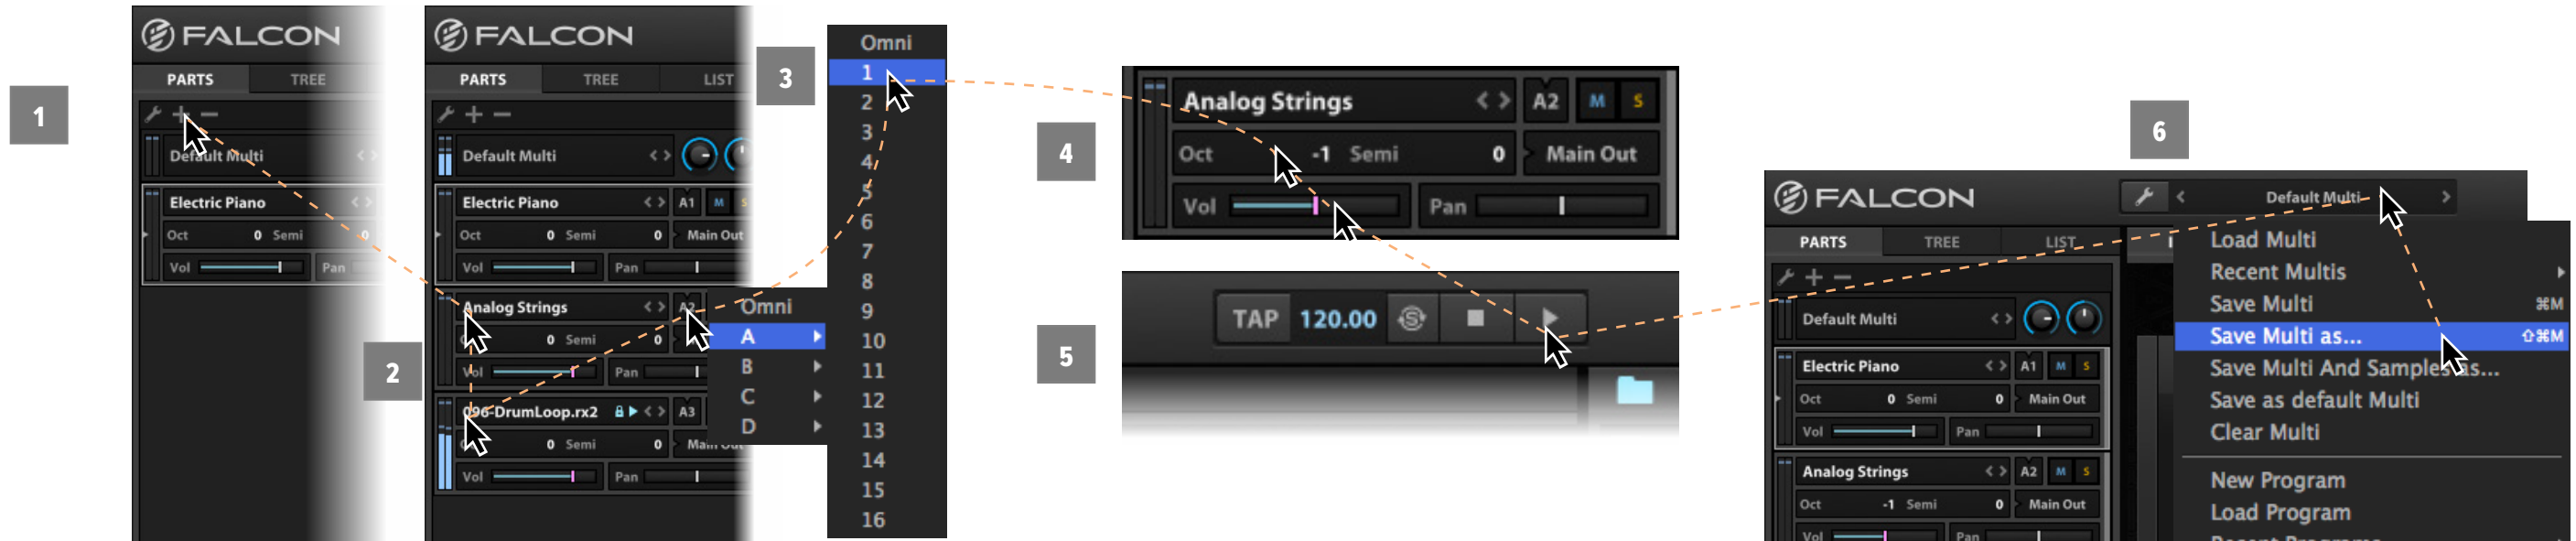 1
FALCON
PARTS TREE
Default Multi
Electric Piano
Oct 0 Semi 0
Vol Pan
2
FALCON
PARTS TREE LIST
Default Multi
Electric Piano A1 M S
Oct 0 Semi 0 Main Out
Vol Pan
Analog Strings A2
0 Semi 0
Vol Pan
096-DrumLoop.rx2 A3
0 Semi 0 Main Out
Vol Pan
Omni
A
B
C
D
3
Omni
1
2
3
4
5
6
7
8
9
10
11
12
13
14
15
16
4
Analog Strings A2 M S
Oct -1 Semi 0 Main Out
Vol Pan
5
TAP 120.00
6
FALCON
Default Multi
PARTS TREE LIST
Default Multi
Electric Piano A1 M S
Oct 0 Semi 0 Main Out
Vol Pan
Analog Strings A2 M S
Oct -1 Semi 0 Main Out
Vol Pan
Load Multi
Recent Multis
Save Multi ⌘M
Save Multi as... ⇧⌘M
Save Multi And Samples as...
Save as default Multi
Clear Multi
New Program
Load Program
Recent Programs